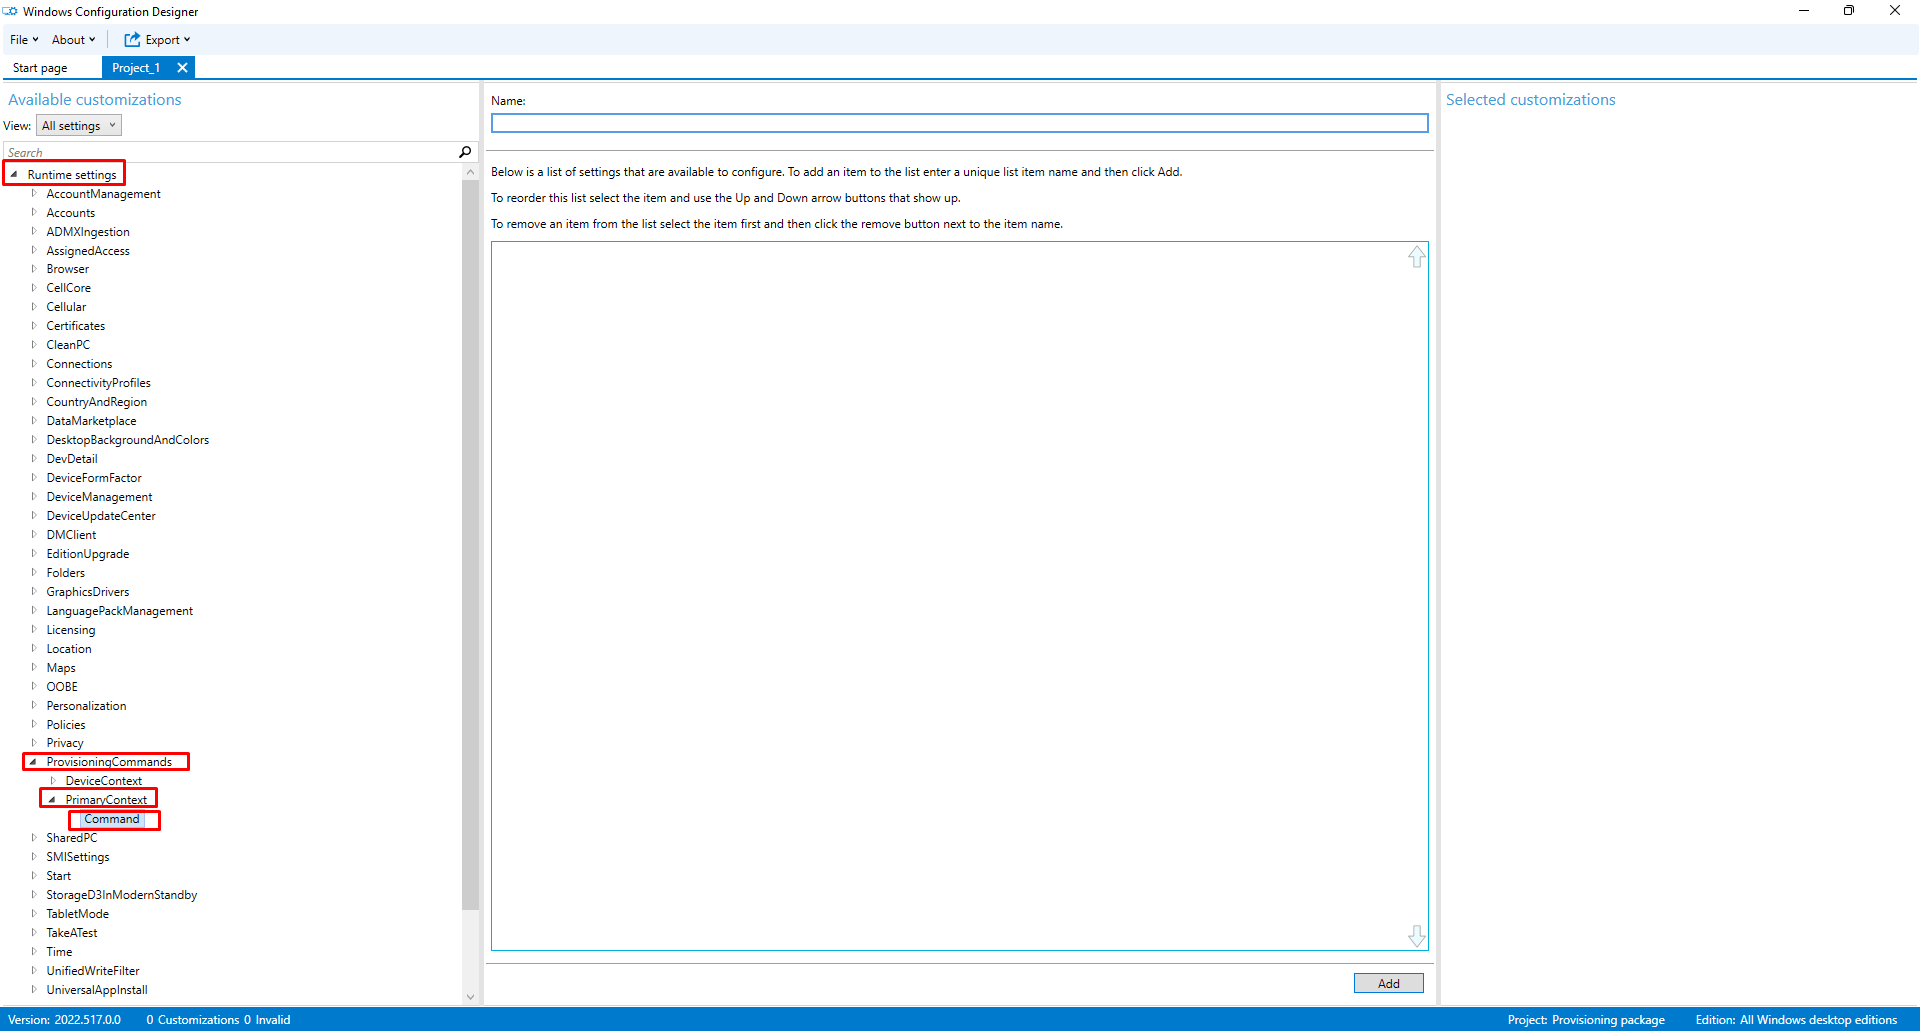 Windows Configuration Designer
File About Export
Start page Project_1
Available customizations
View: All settings
Search
Runtime settings
AccountManagement
Accounts
ADMXIngestion
AssignedAccess
Browser
CellCore
Cellular
Certificates
CleanPC
Connections
ConnectivityProfiles
CountryAndRegion
DataMarketplace
DesktopBackgroundAndColors
DevDetail
DeviceFormFactor
DeviceManagement
DeviceUpdateCenter
DMClient
EditionUpgrade
Folders
GraphicsDrivers
LanguagePackManagement
Licensing
Location
Maps
OOBE
Personalization
Policies
Privacy
ProvisioningCommands
DeviceContext
PrimaryContext
Command
SharedPC
SMISettings
Start
StorageD3InModernStandby
TabletMode
TakeATest
Time
UnifiedWriteFilter
UniversalAppInstall
Name:
Below is a list of settings that are available to configure. To add an item to the list enter a unique list item name and then click Add.
To reorder this list select the item and use the Up and Down arrow buttons that show up.
To remove an item from the list select the item first and then click the remove button next to the item name.
Add
Selected customizations
Version: 2022.517.0.0 0 Customizations 0 Invalid
Project: Provisioning package Edition: All Windows desktop editions